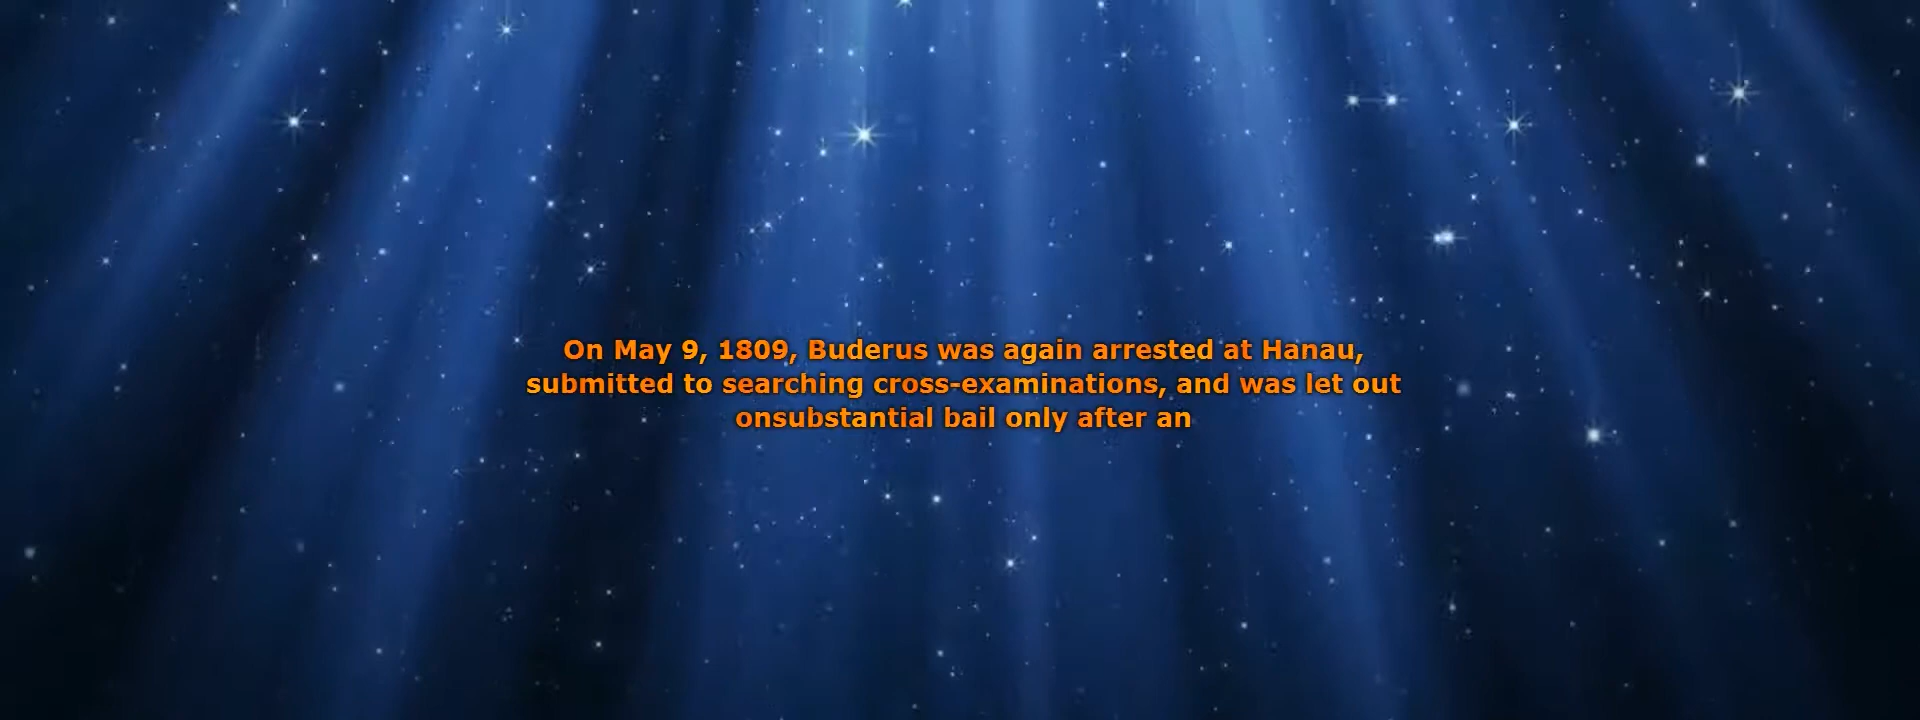 On May 9, 1809, Buderus was again arrested at Hanau,
submitted to searching cross-examinations, and was let out
onsubstantial bail only after an